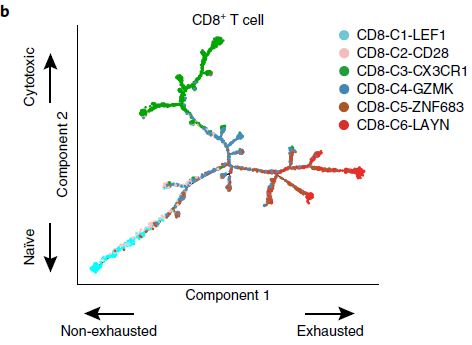 b
CD8⁺ T cell
CD8-C1-LEF1
CD8-C2-CD28
CD8-C3-CX3CR1
CD8-C4-GZMK
CD8-C5-ZNF683
CD8-C6-LAYN
Cytotoxic
Component 2
Naïve
Component 1
Non-exhausted
Exhausted